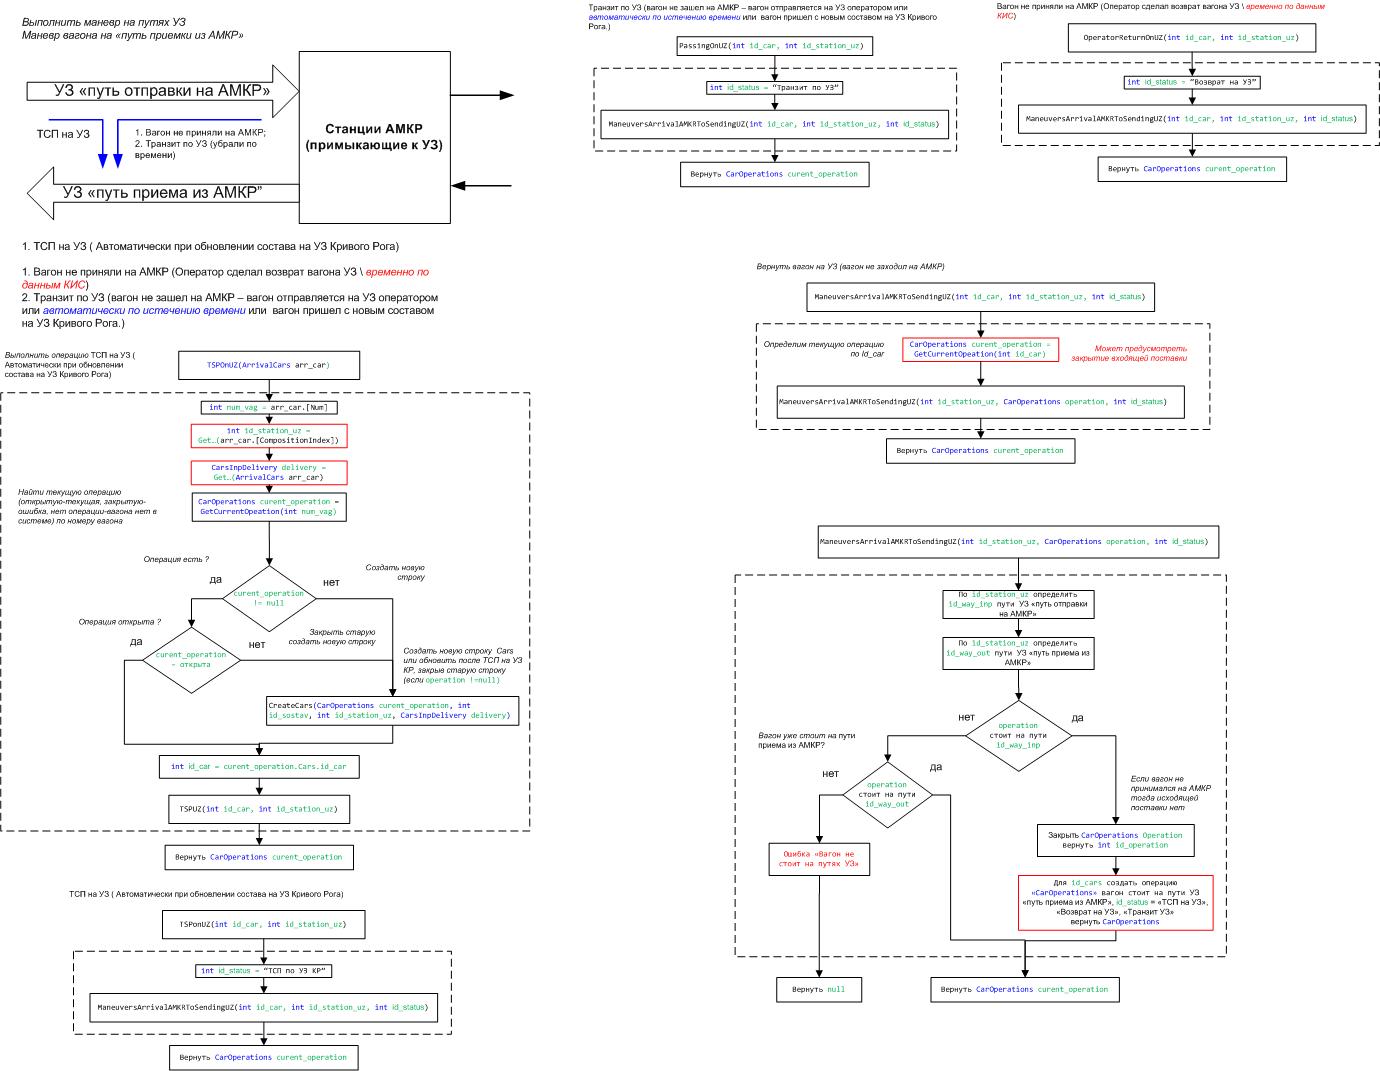 Выполнить маневр на путях УЗ
Маневр вагона на «путь приемки из АМКР»
УЗ «путь отправки на АМКР»
ТСП на УЗ
1. Вагон не приняли на АМКР;
2. Транзит по УЗ (убрали по
времени)
УЗ «путь приема из АМКР”
Станции АМКР
(примыкающие к УЗ)
1. ТСП на УЗ ( Автоматически при обновлении состава на УЗ Кривого Рога)
1. Вагон не приняли на АМКР (Оператор сделал возврат вагона УЗ \ временно по
данным КИС)
2. Транзит по УЗ (вагон не зашел на АМКР – вагон отправляется на УЗ оператором
или автоматически по истечению времени или  вагон пришел с новым составом
на УЗ Кривого Рога.)
Выполнить операцию ТСП на УЗ (
Автоматически при обновлении
состава на УЗ Кривого Рога)
TSPOnUZ(ArrivalCars arr_car)
int num_vag = arr_car.[Num]
int id_station_uz =
Get…(arr_car.[CompositionIndex])
CarsInpDelivery delivery =
Get…(ArrivalCars arr_car)
Найти текущую операцию
(открытую-текущая, закрытую-
ошибка, нет операции-вагона нет в
системе) по номеру вагона
CarOperations curent_operation =
GetCurrentOpeation(int num_vag)
Операция есть ?
да
нет
Создать новую
строку
curent_operation
!= null
Операция открыта ?
да
нет
Закрыть старую
создать новую строку
curent_operation
– открыта
Создать новую строку  Cars
или обновить после ТСП на УЗ
КР, закрыв старую строку
(если operation !=null)
CreateCars(CarOperations curent_operation, int
id_sostav, int id_station_uz, CarsInpDelivery delivery)
int id_car = curent_operation.Cars.id_car
TSPUZ(int id_car, int id_station_uz)
Вернуть CarOperations curent_operation
ТСП на УЗ ( Автоматически при обновлении состава на УЗ Кривого Рога)
TSPonUZ(int id_car, int id_station_uz)
int id_status = “ТСП по УЗ КР”
ManeuversArrivalAMKRToSendingUZ(int id_car, int id_station_uz, int id_status)
Вернуть CarOperations curent_operation
Транзит по УЗ (вагон не зашел на АМКР – вагон отправляется на УЗ оператором или
автоматически по истечению времени или  вагон пришел с новым составом на УЗ Кривого
Рога.)
PassingOnUZ(int id_car, int id_station_uz)
int id_status = “Транзит по УЗ”
ManeuversArrivalAMKRToSendingUZ(int id_car, int id_station_uz, int id_status)
Вернуть CarOperations curent_operation
Вагон не приняли на АМКР (Оператор сделал возврат вагона УЗ \ временно по данным
КИС)
OperatorReturnOnUZ(int id_car, int id_station_uz)
int id_status = “Возврат на УЗ”
ManeuversArrivalAMKRToSendingUZ(int id_car, int id_station_uz, int id_status)
Вернуть CarOperations curent_operation
Вернуть вагон на УЗ (вагон не заходил на АМКР)
ManeuversArrivalAMKRToSendingUZ(int id_car, int id_station_uz, int id_status)
Определим текущую операцию
по Id_car
CarOperations curent_operation =
GetCurrentOpeation(int id_car)
Может предусмотреть
закрытие входящей поставки
ManeuversArrivalAMKRToSendingUZ(int id_station_uz, CarOperations operation, int id_status)
Вернуть CarOperations curent_operation
ManeuversArrivalAMKRToSendingUZ(int id_station_uz, CarOperations operation, int id_status)
По id_station_uz определить
id_way_inp пути УЗ «путь отправки
на АМКР»
По id_station_uz определить
id_way_out пути УЗ «путь приема из
АМКР»
нет
да
operation
стоит на пути
id_way_inp
Вагон уже стоит на пути
приема из АМКР?
нет
да
operation
стоит на пути
id_way_out
Если вагон не
принимался на АМКР
тогда исходящей
поставки нет
Закрыть CarOperations Operation
вернуть int id_operation
Ошибка «Вагон не
стоит на путях УЗ»
Для id_cars создать операцию
«CarOperations» вагон стоит на пути УЗ
«путь приема из АМКР», id_status = «ТСП на УЗ»,
«Возврат на УЗ», «Транзит УЗ»
вернуть CarOperations
Вернуть null
Вернуть CarOperations curent_operation